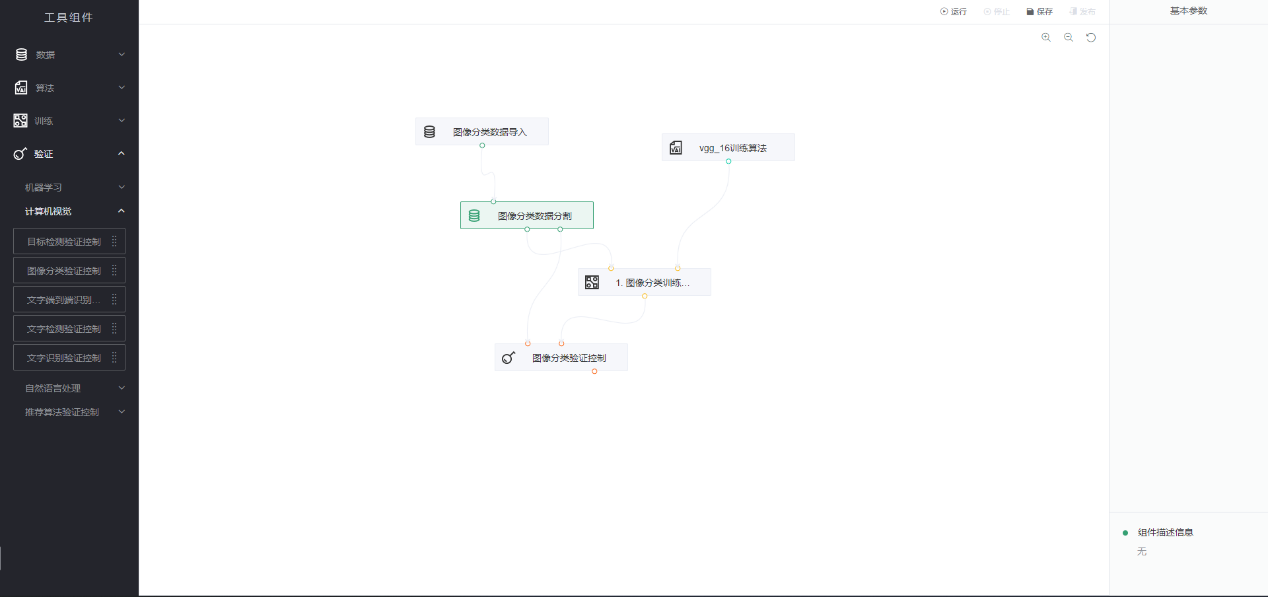 工具组件
数据
算法
训练
验证
机器学习
计算机视觉
目标检测验证控制
图像分类验证控制
文字端到端识别...
文字检测验证控制
文字识别验证控制
自然语言处理
推荐算法验证控制
运行 停止 保存 发布
图像分类数据导入
vgg_16训练算法
图像分类数据分割
1. 图像分类训练...
图像分类验证控制
基本参数
组件描述信息
无